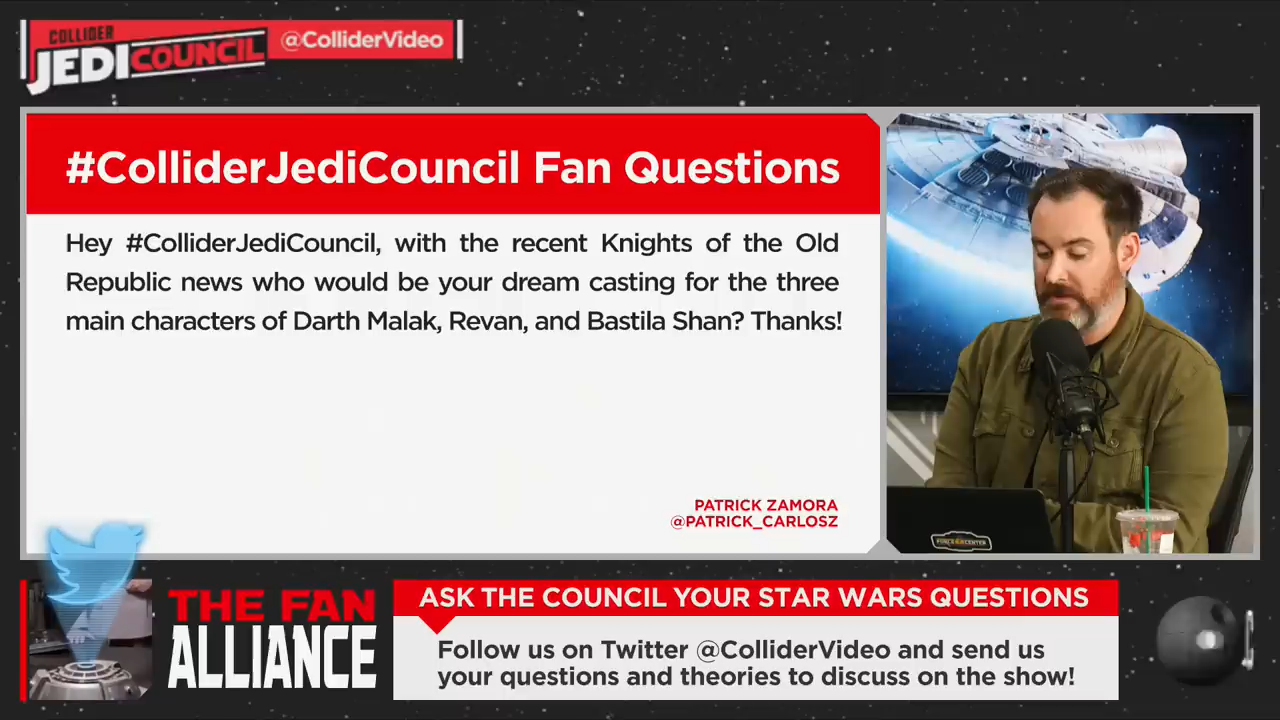 COLLIDER
JEDI COUNCIL
@ColliderVideo
#ColliderJediCouncil Fan Questions
Hey #ColliderJediCouncil, with the recent Knights of the Old
Republic news who would be your dream casting for the three
main characters of Darth Malak, Revan, and Bastila Shan? Thanks!
PATRICK ZAMORA
@PATRICK_CARLOSZ
THE FAN
ALLIANCE
ASK THE COUNCIL YOUR STAR WARS QUESTIONS
Follow us on Twitter @ColliderVideo and send us
your questions and theories to discuss on the show!